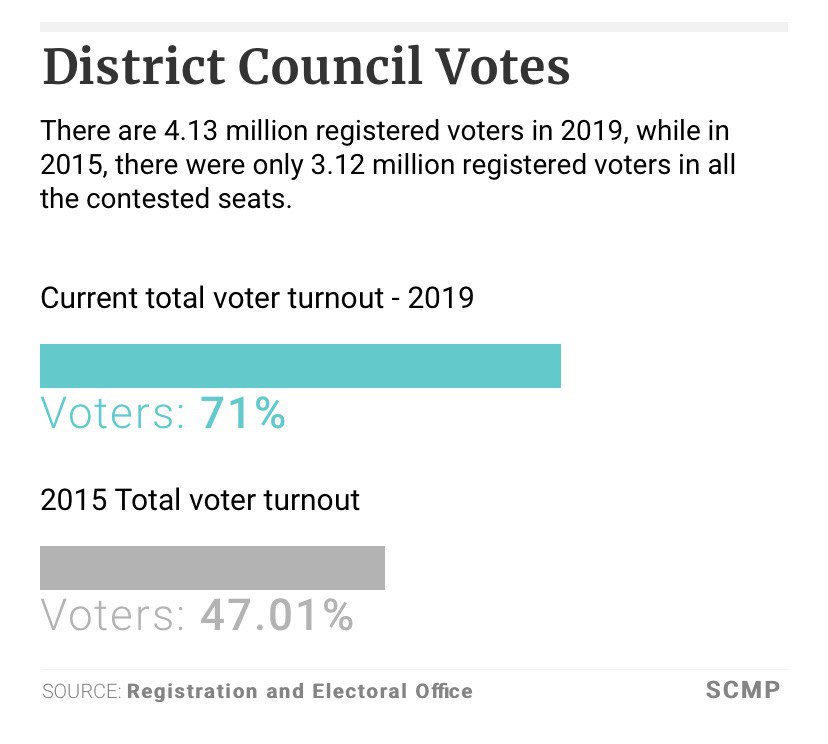 District Council Votes
There are 4.13 million registered voters in 2019, while in
2015, there were only 3.12 million registered voters in all
the contested seats.
Current total voter turnout - 2019
Voters: 71%
2015 Total voter turnout
Voters: 47.01%
SOURCE: Registration and Electoral Office
SCMP